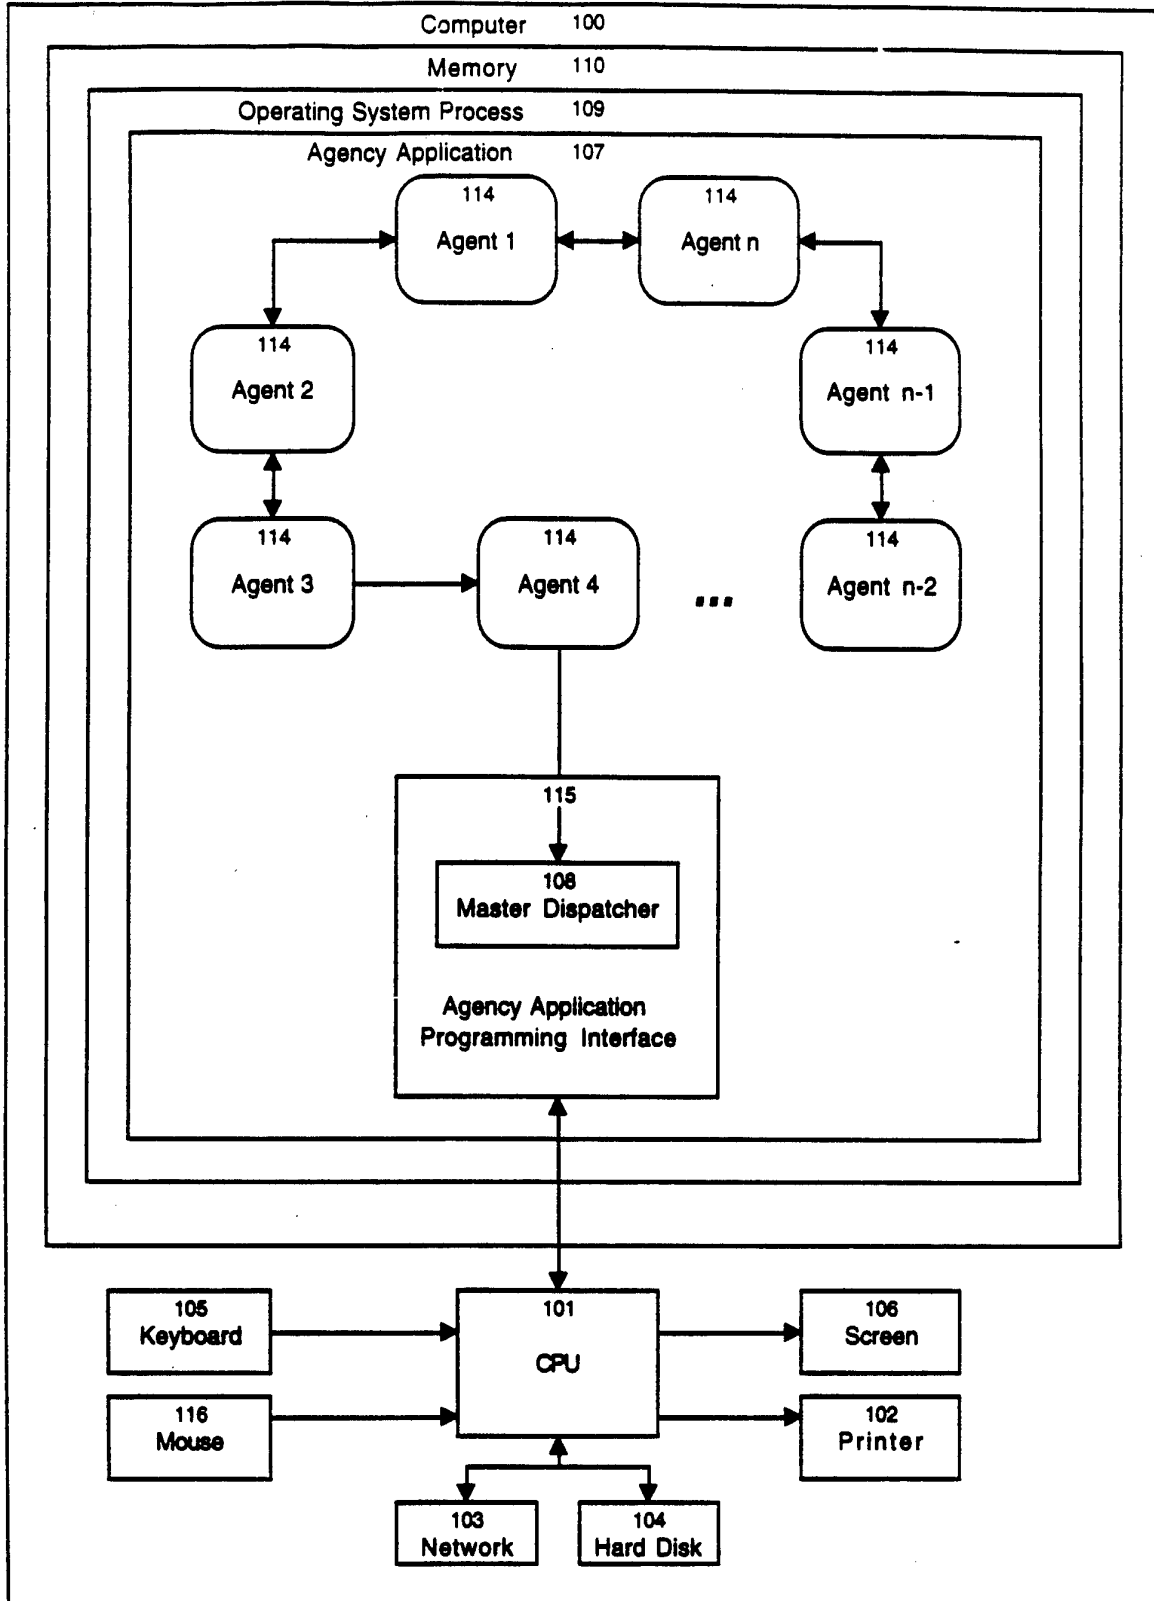 Computer 100
Memory 110
Operating System Process 109
Agency Application 107
114
Agent 1
114
Agent n
114
Agent 2
114
Agent n-1
114
Agent 3
114
Agent 4
...
114
Agent n-2
115
108
Master Dispatcher
Agency Application
Programming Interface
105
Keyboard
101
CPU
106
Screen
116
Mouse
102
Printer
103
Network
104
Hard Disk